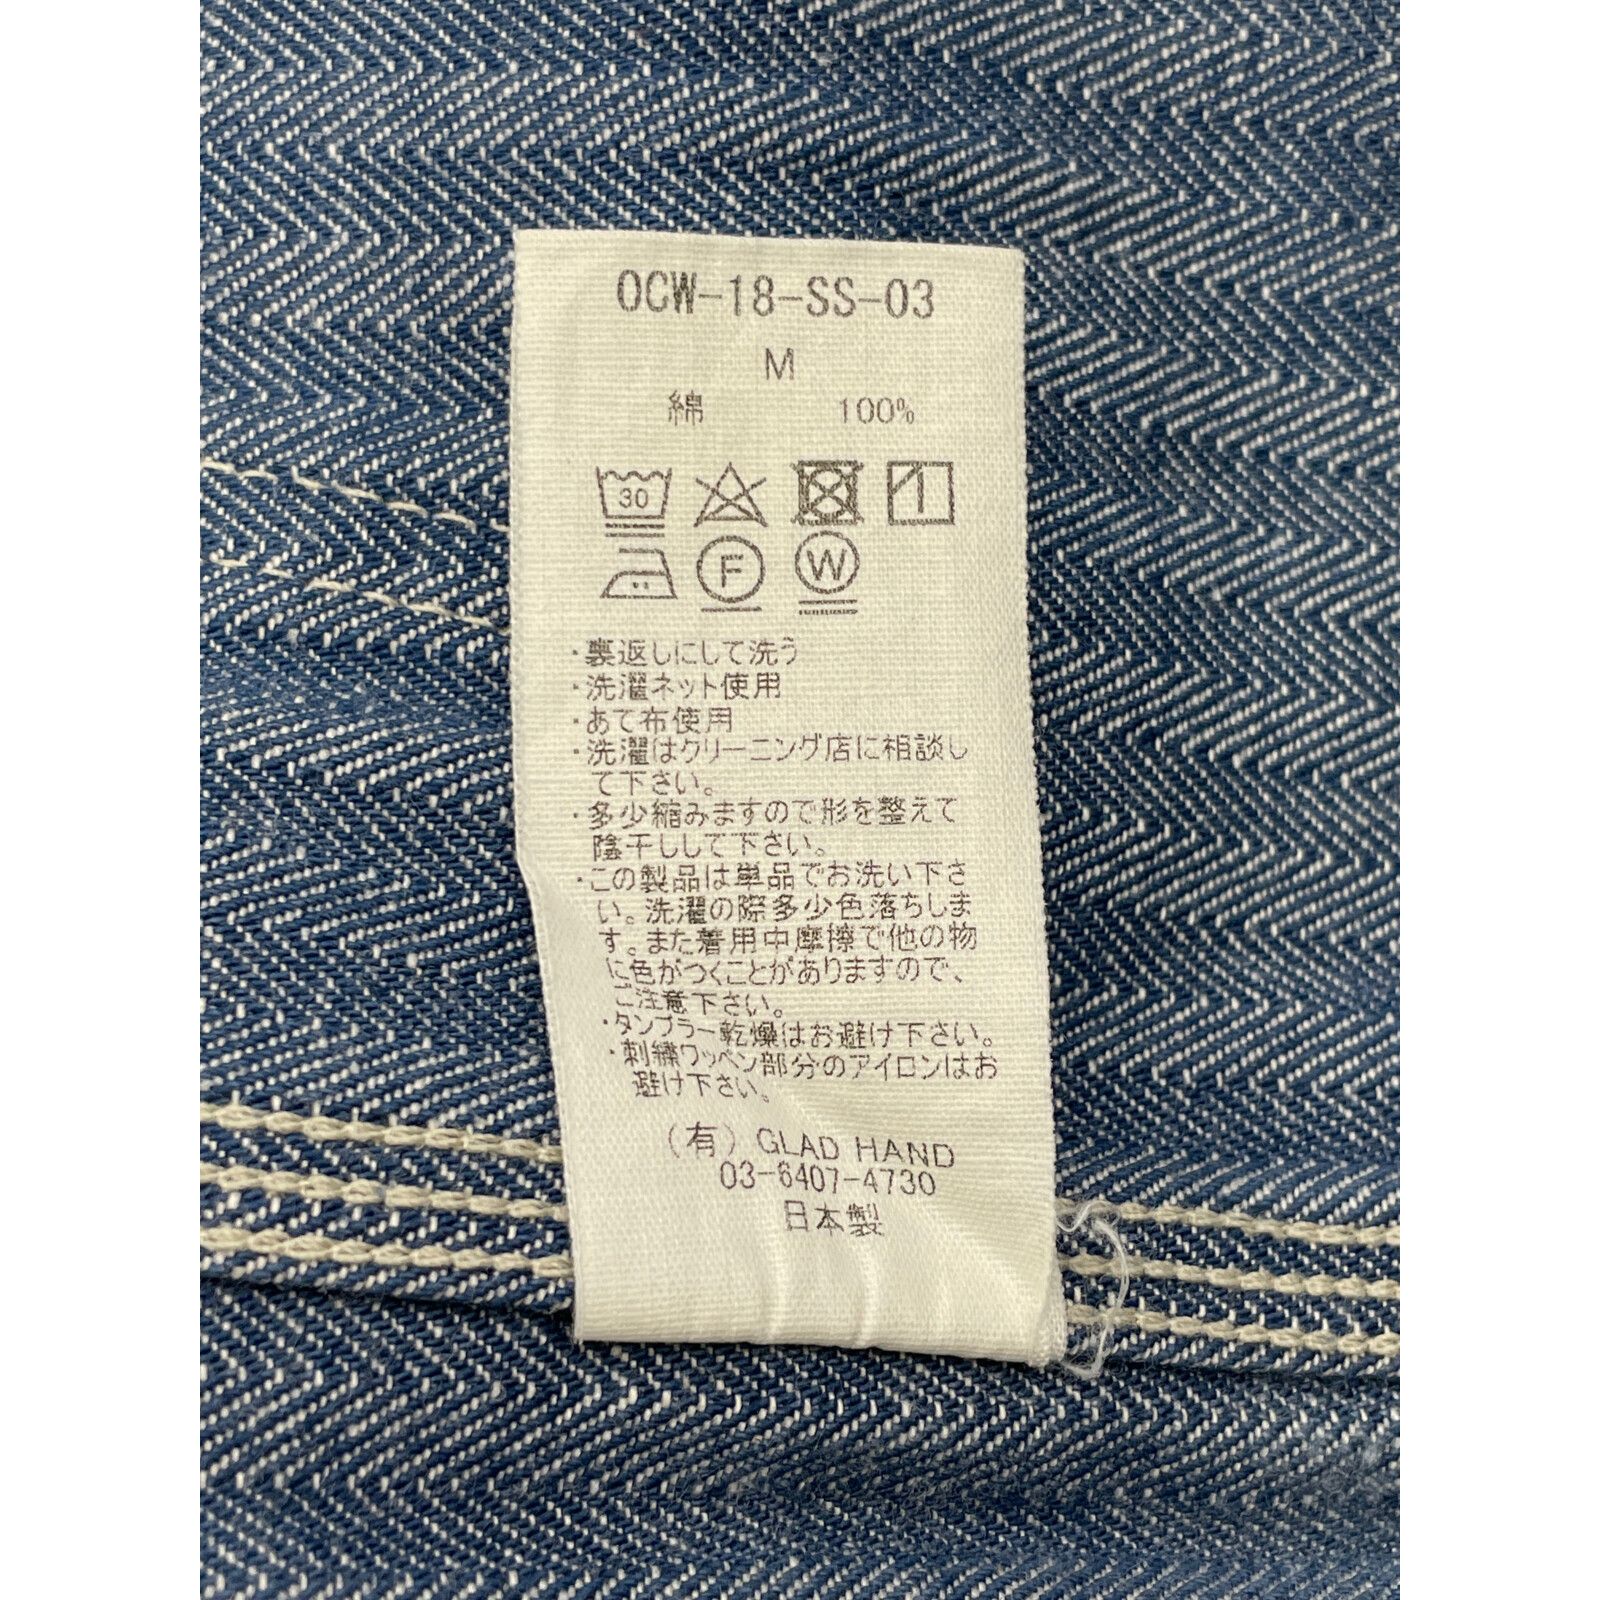 OCW-18-SS-03
M
綿 100%
30
F W
・裏返しにして洗う
・洗濯ネット使用
・あて布使用
・洗濯はクリーニング店に相談し
て下さい。
・多少縮みますので形を整えて
陰干しして下さい。
・この製品は単品でお洗い下さ
い。洗濯の際多少色落ちしま
す。また着用中摩擦で他の物
に色がつくことがありますので、
ご注意下さい。
・タンブラー乾燥はお避け下さい。
・刺繍ワッペン部分のアイロンはお
避け下さい。
(有) GLAD HAND
03-6407-4730
日本製